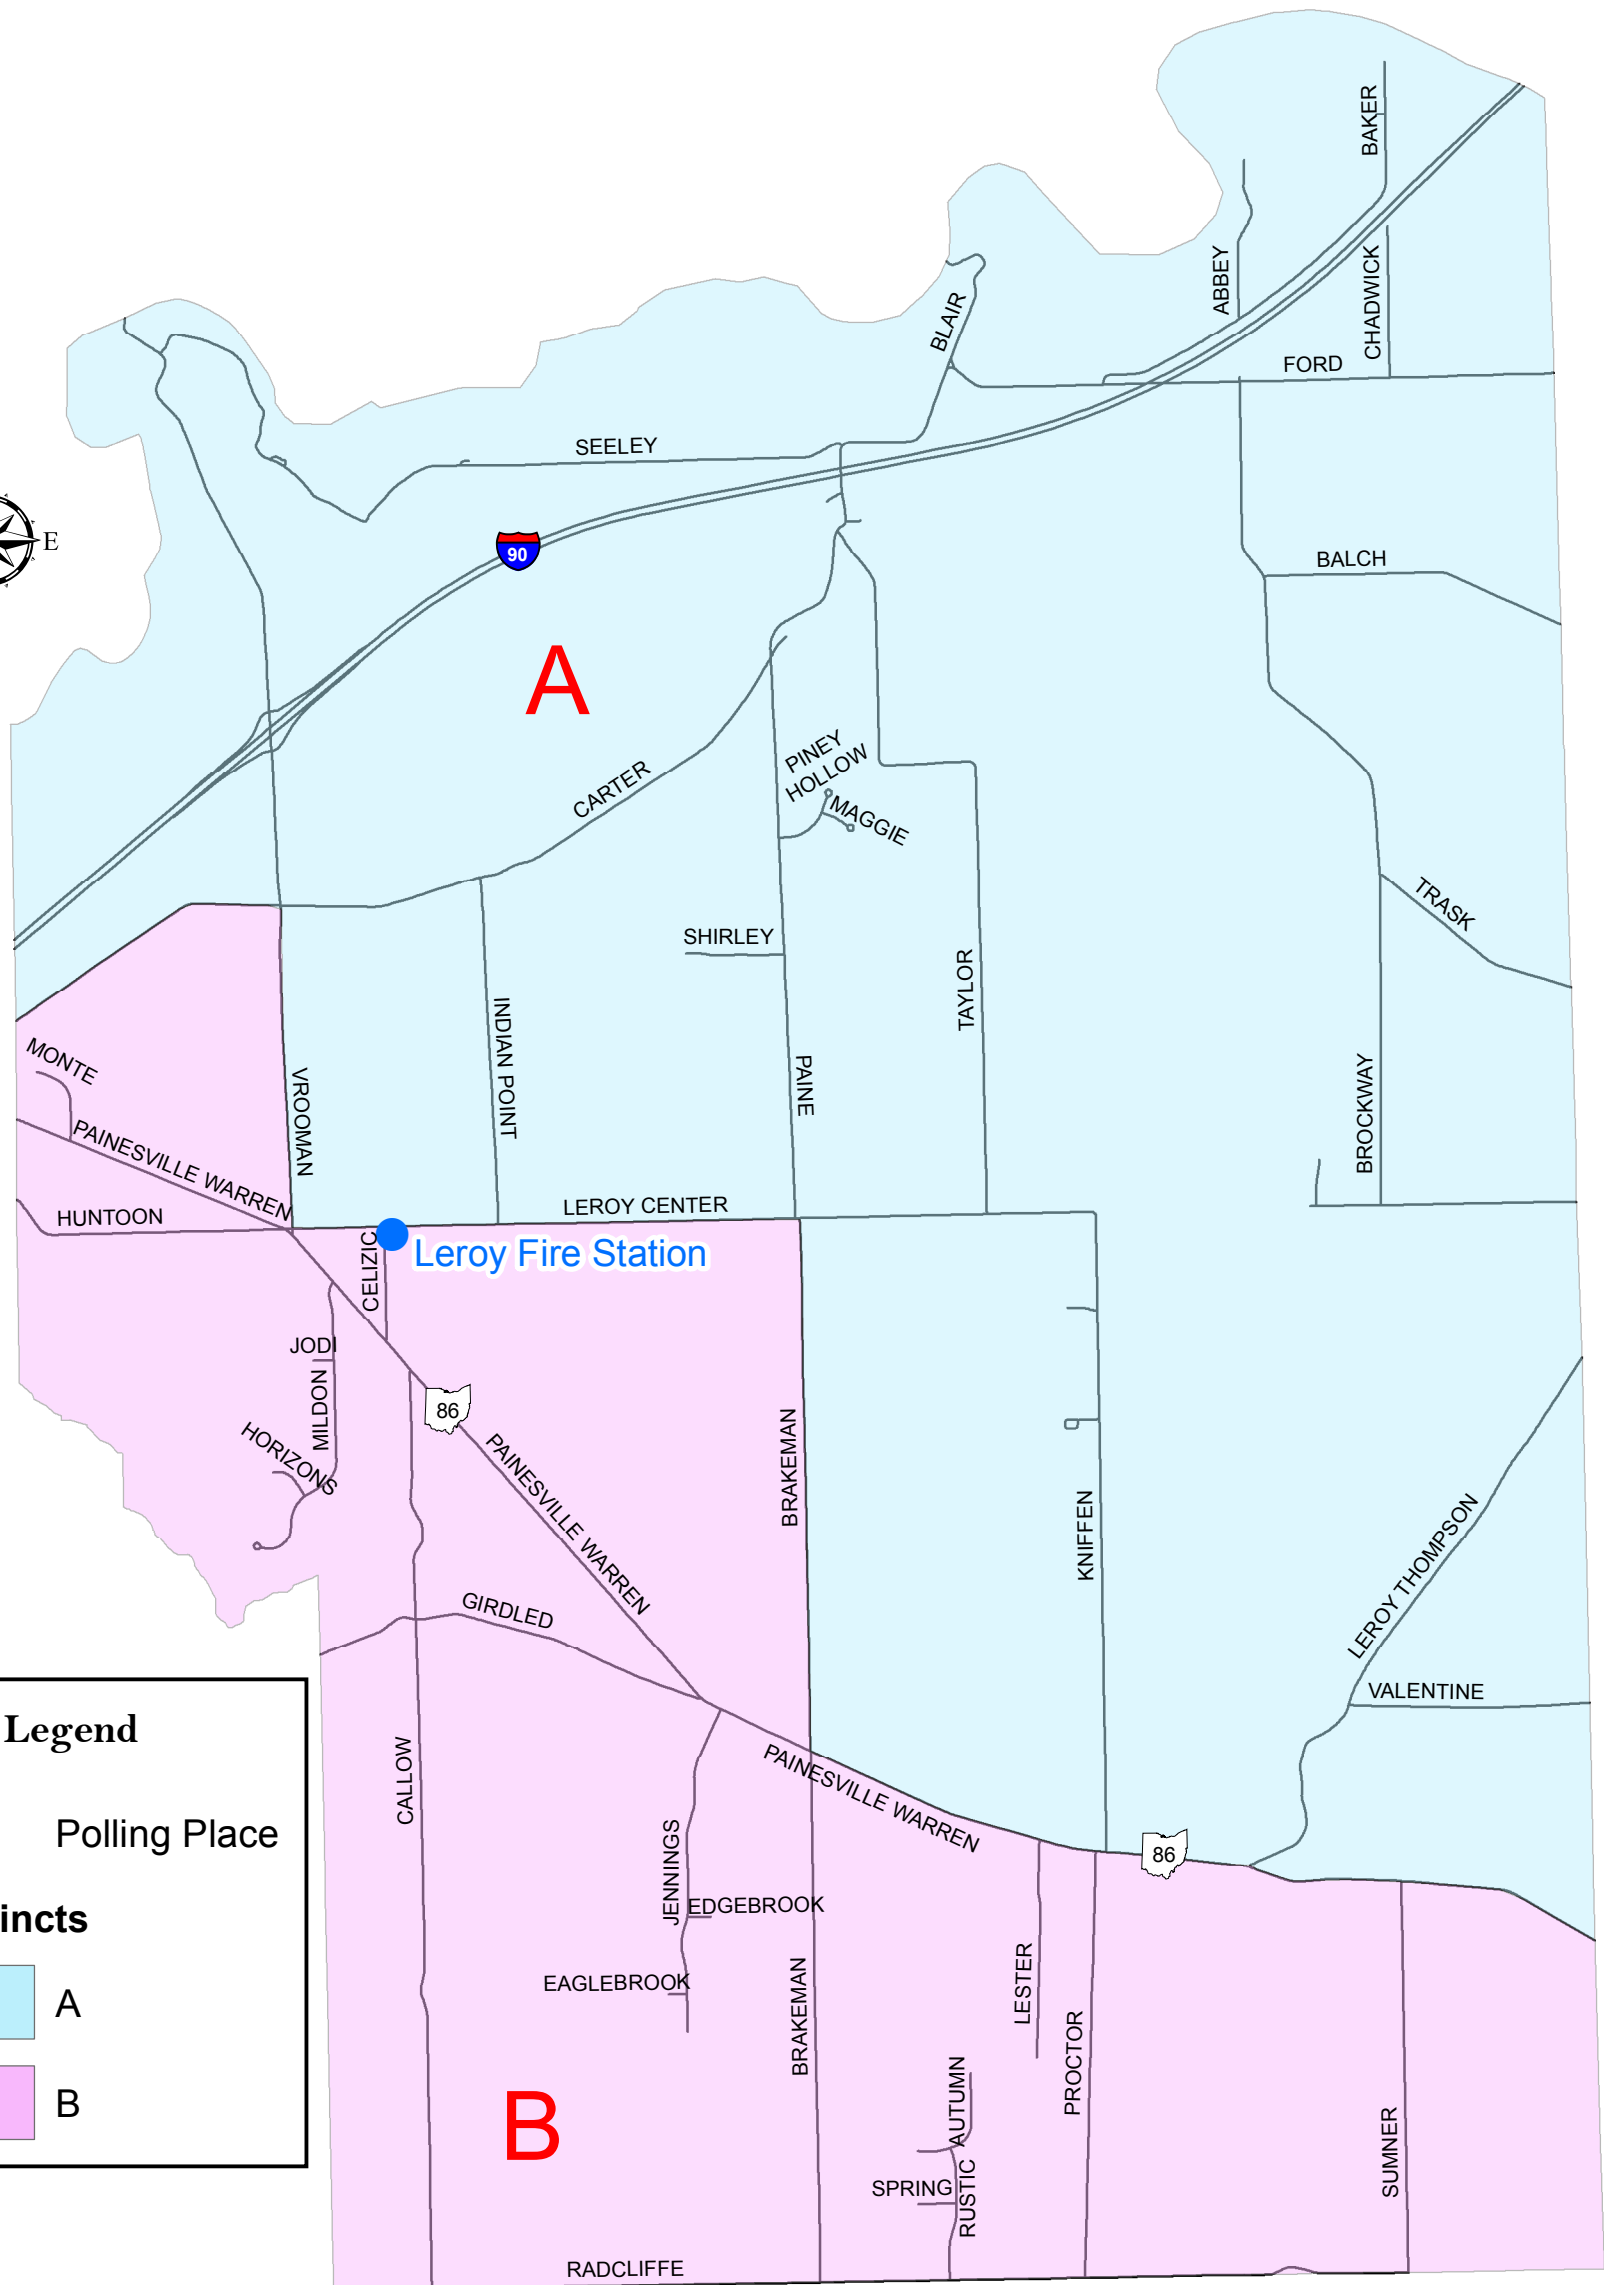 BAKER
ABBEY
CHADWICK
BLAIR
FORD
SEELEY
E
90
BALCH
A
PINEY
HOLLOW
CARTER
MAGGIE
TRASK
SHIRLEY
TAYLOR
INDIAN POINT
MONTE
PAINE
VROOMAN
BROCKWAY
PAINESVILLE WARREN
LEROY CENTER
HUNTOON
CELIZIC
Leroy Fire Station
JODI
MILDON
86
HORIZONS
PAINESVILLE WARREN
BRAKEMAN
KNIFFEN
LEROY THOMPSON
GIRDLED
VALENTINE
Legend
CALLOW
PAINESVILLE WARREN
Polling Place
86
JENNINGS
EDGEBROOK
incts
EAGLEBROOK
LESTER
BRAKEMAN
A
PROCTOR
AUTUMN
B
B
SUMNER
SPRING
RUSTIC
RADCLIFFE